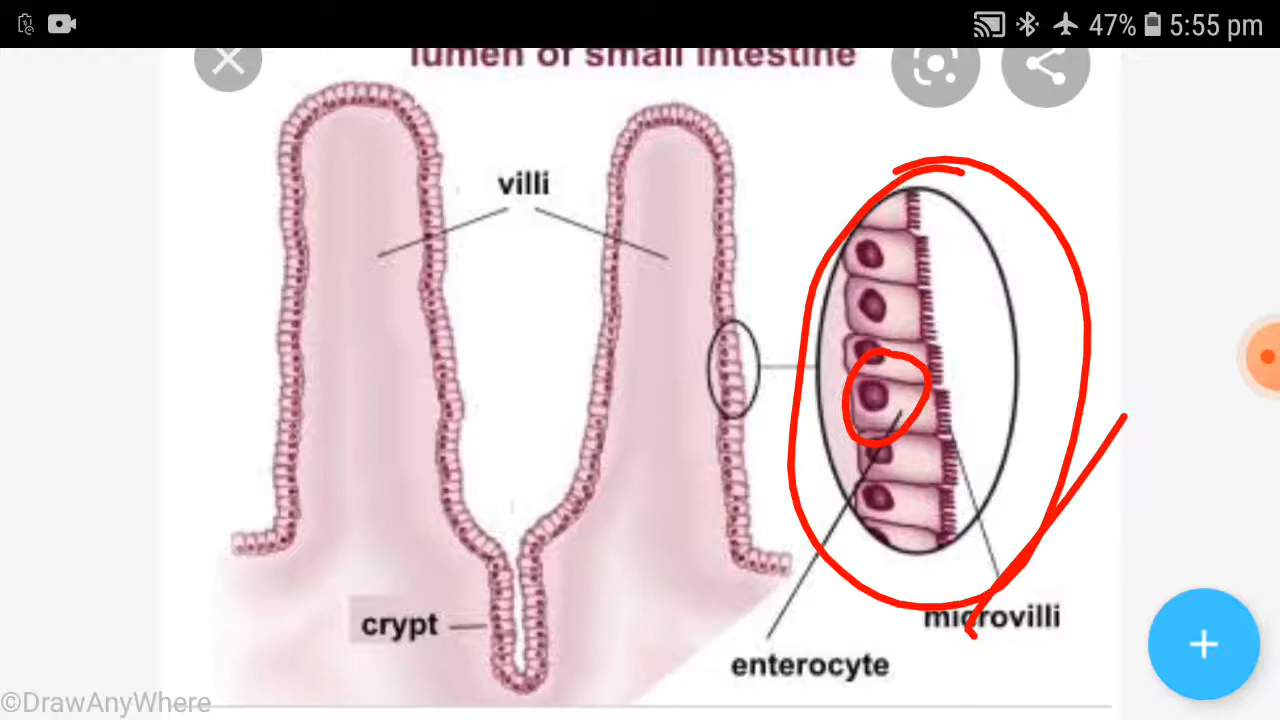 47% 5:55 pm
lumen of small intestine
villi
crypt
microvilli
enterocyte
©DrawAnyWhere